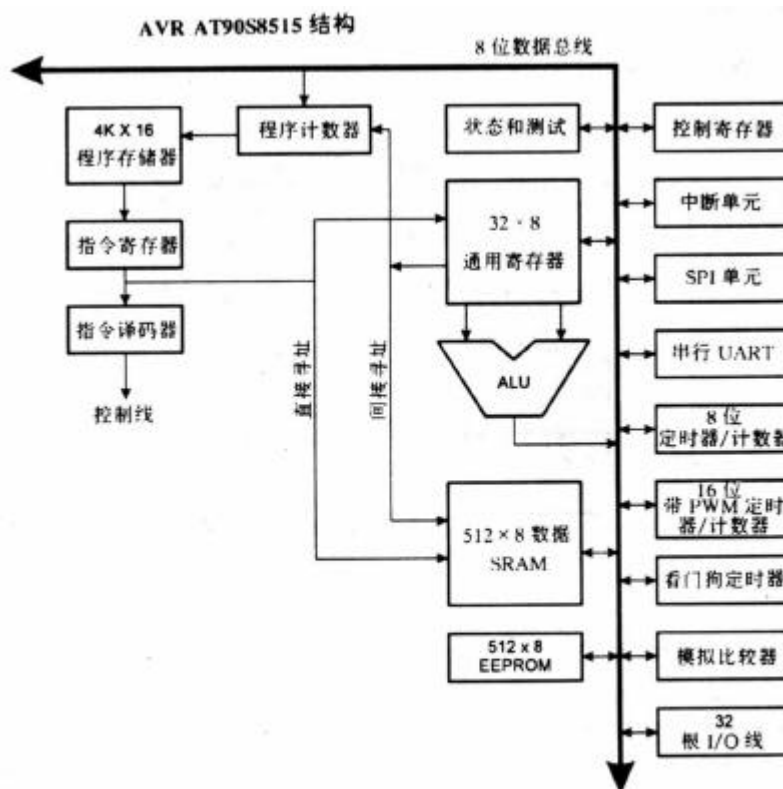 AVR AT90S8515 结构
8 位数据总线
4K X 16
程序存储器
程序计数器
状态和测试
控制寄存器
指令寄存器
32 · 8
通用寄存器
中断单元
SPI 单元
指令译码器
控制线
直接寻址
间接寻址
ALU
串行 UART
8 位
定时器/计数器
16 位
带 PWM 定时
器/计数器
512 × 8 数据
SRAM
看门狗定时器
512 x 8
EEPROM
模拟比较器
32
根 I/O 线